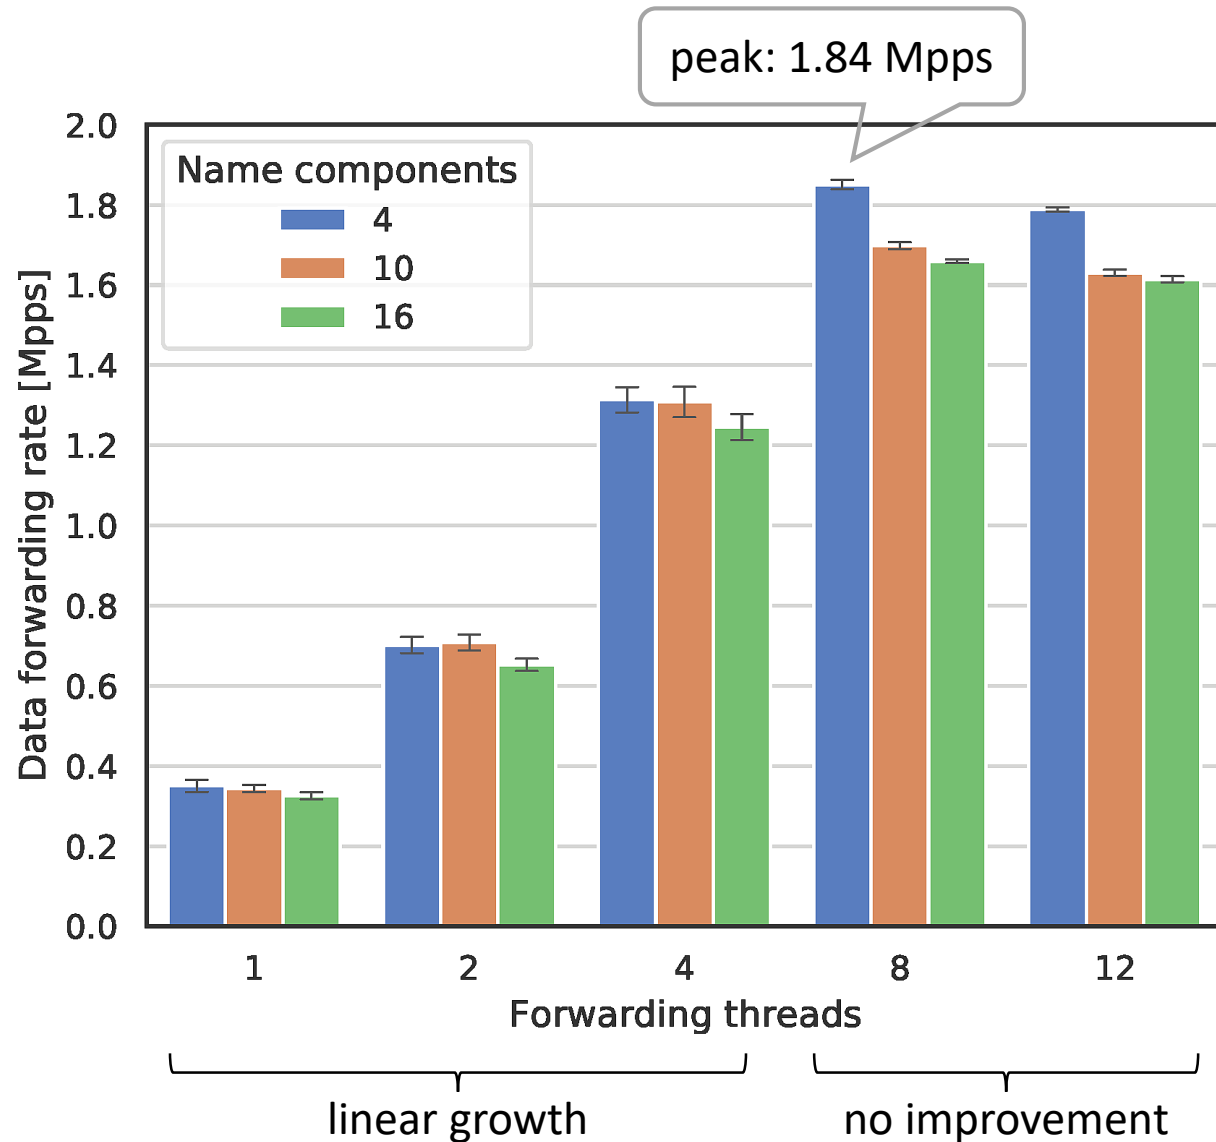 peak: 1.84 Mpps
2.0
1.8
1.6
1.4
1.2
1.0
0.8
0.6
0.4
0.2
0.0
Data forwarding rate [Mpps]
Name components
4
10
16
1 2 4 8 12
Forwarding threads
linear growth no improvement